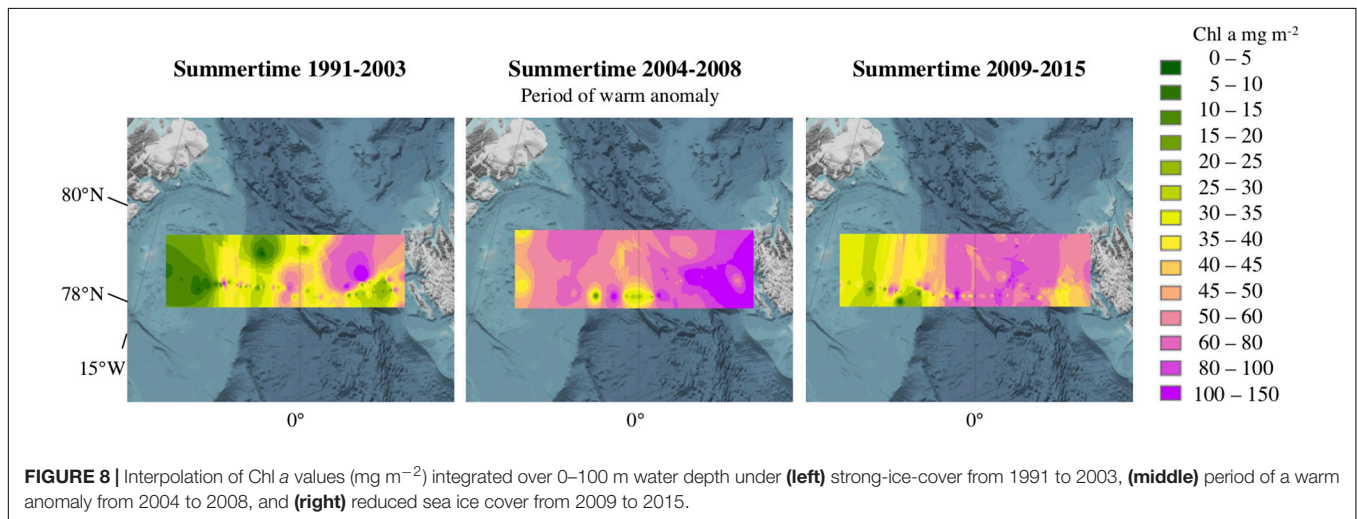 Chl a mg m⁻²
Summertime 1991-2003
Summertime 2004-2008
Period of warm anomaly
Summertime 2009-2015
80°N
78°N
15°W
0°
0°
0°
0 – 5
5 – 10
10 – 15
15 – 20
20 – 25
25 – 30
30 – 35
35 – 40
40 – 45
45 – 50
50 – 60
60 – 80
80 – 100
100 – 150
FIGURE 8 | Interpolation of Chl a values (mg m⁻²) integrated over 0–100 m water depth under (left) strong-ice-cover from 1991 to 2003, (middle) period of a warm
anomaly from 2004 to 2008, and (right) reduced sea ice cover from 2009 to 2015.